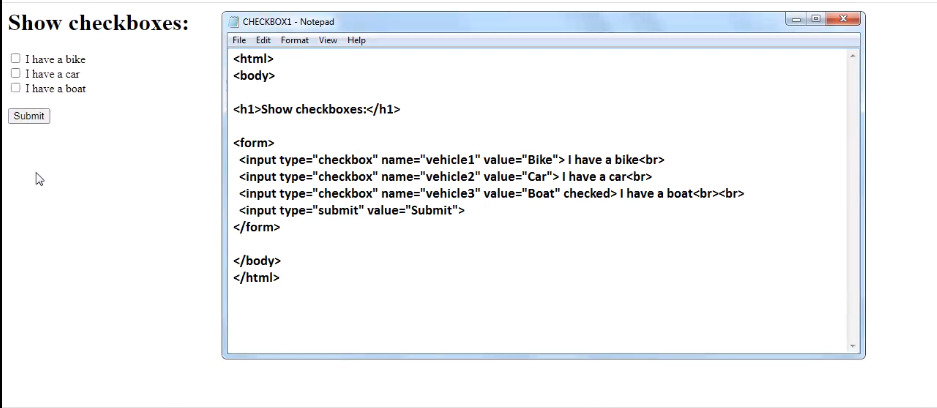 Show checkboxes:
I have a bike
I have a car
I have a boat
Submit
CHECKBOX1 - Notepad
File Edit Format View Help
<html>
<body>
<h1>Show checkboxes:</h1>
<form>
<input type="checkbox" name="vehicle1" value="Bike"> I have a bike<br>
<input type="checkbox" name="vehicle2" value="Car"> I have a car<br>
<input type="checkbox" name="vehicle3" value="Boat" checked> I have a boat<br><br>
<input type="submit" value="Submit">
</form>
</body>
</html>